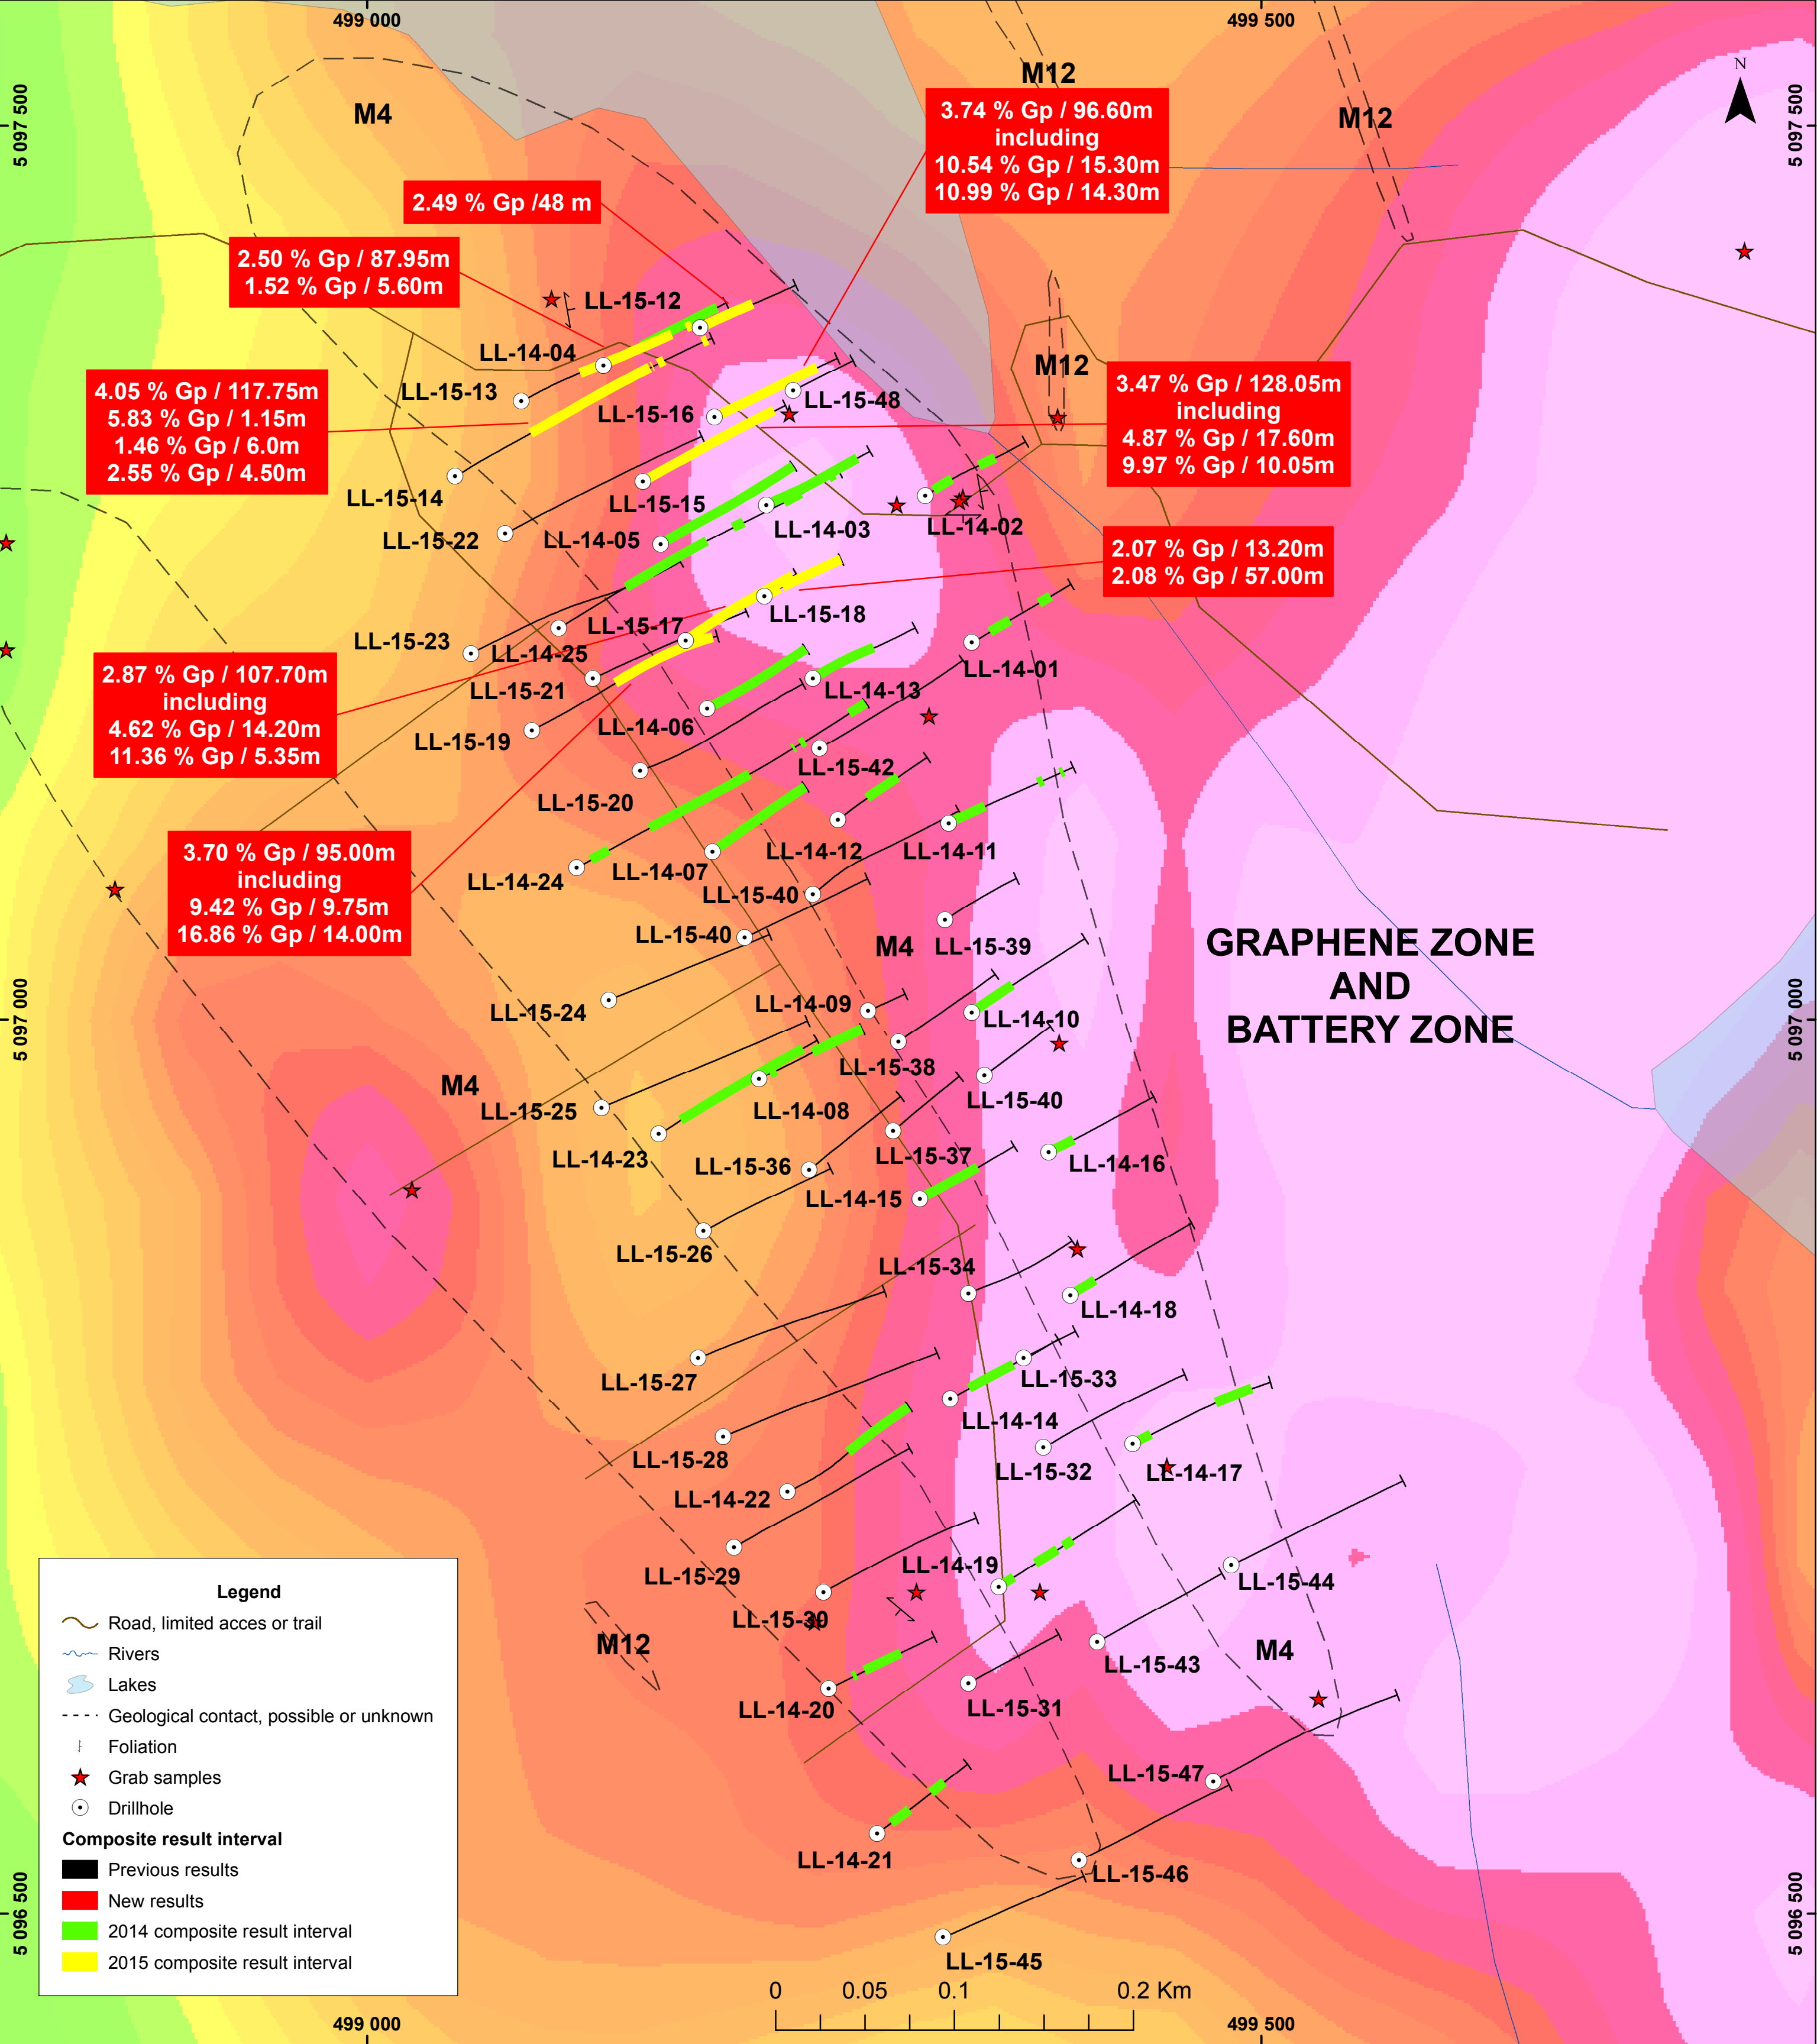 499 000
499 500
5 097 500
5 097 500
N
M12
M12
M4
3.74 % Gp / 96.60m
including
10.54 % Gp / 15.30m
10.99 % Gp / 14.30m
2.49 % Gp /48 m
2.50 % Gp / 87.95m
1.52 % Gp / 5.60m
LL-15-12
LL-14-04
M12
4.05 % Gp / 117.75m
5.83 % Gp / 1.15m
1.46 % Gp / 6.0m
2.55 % Gp / 4.50m
3.47 % Gp / 128.05m
including
4.87 % Gp / 17.60m
9.97 % Gp / 10.05m
LL-15-13
LL-15-48
LL-15-16
LL-15-14
LL-15-15
LL-14-03
LL-14-02
LL-15-22
LL-14-05
2.07 % Gp / 13.20m
2.08 % Gp / 57.00m
LL-15-18
LL-15-17
LL-15-23
LL-14-25
LL-14-01
2.87 % Gp / 107.70m
including
4.62 % Gp / 14.20m
11.36 % Gp / 5.35m
LL-15-21
LL-14-13
LL-14-06
LL-15-19
LL-15-42
LL-15-20
3.70 % Gp / 95.00m
including
9.42 % Gp / 9.75m
16.86 % Gp / 14.00m
LL-14-12
LL-14-11
LL-14-07
LL-14-24
LL-15-40
LL-15-40
M4
LL-15-39
GRAPHENE ZONE
AND
BATTERY ZONE
5 097 000
5 097 000
LL-14-09
LL-15-24
LL-14-10
LL-15-38
M4
LL-15-25
LL-14-08
LL-15-40
LL-14-23
LL-15-36
LL-15-37
LL-14-16
LL-14-15
LL-15-26
LL-15-34
LL-14-18
LL-15-27
LL-15-33
LL-14-14
LL-15-28
LL-15-32
LL-14-17
LL-14-22
LL-15-29
LL-14-19
LL-15-44
LL-15-30
M12
M4
LL-15-43
LL-14-20
LL-15-31
LL-15-47
LL-14-21
LL-15-46
LL-15-45
Legend
Road, limited acces or trail
Rivers
Lakes
Geological contact, possible or unknown
Foliation
Grab samples
Drillhole
Composite result interval
Previous results
New results
2014 composite result interval
2015 composite result interval
5 096 500
5 096 500
0 0.05 0.1 0.2 Km
499 000
499 500